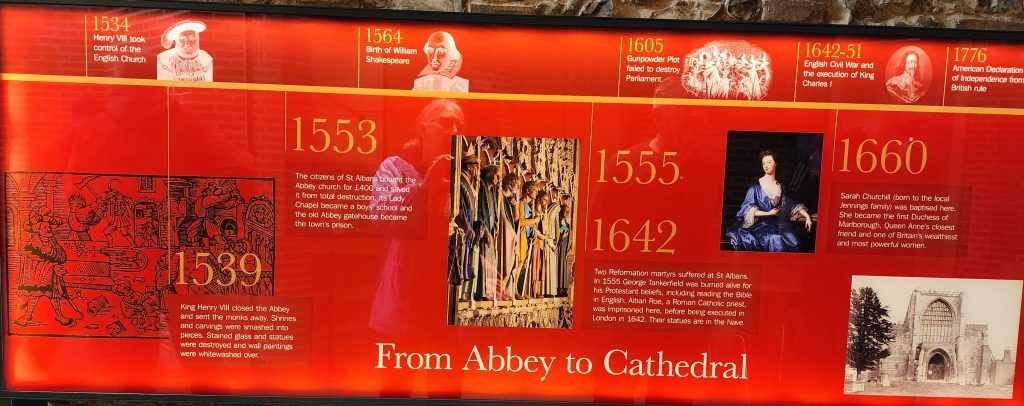 1534
Henry VIII took
control of the
English Church
1564
Birth of William
Shakespeare
1605
Gunpowder Plot
failed to destroy
Parliament
1642-51
English Civil War and
the execution of King
Charles I
1776
American Declaration
of Independence from
British rule
1539
King Henry VIII closed the Abbey
and sent the monks away. Shrines
and carvings were smashed into
pieces. Stained glass and statues
were destroyed and wall paintings
were whitewashed over.
1553
The citizens of St Albans bought the
Abbey church for £400 and saved
it from total destruction. Its Lady
Chapel became a boys' school and
the old Abbey gatehouse became
the town's prison.
1555
1642
Two Reformation martyrs suffered at St Albans.
In 1555 George Tankerfield was burned alive for
his Protestant beliefs, including reading the Bible
in English. Alban Roe, a Roman Catholic priest,
was imprisoned here, before being executed in
London in 1642. Their statues are in the Nave.
1660
Sarah Churchill (born to the local
Jennings family) was baptised here.
She became the first Duchess of
Marlborough, Queen Anne's closest
friend and one of Britain's wealthiest
and most powerful women.
From Abbey to Cathedral